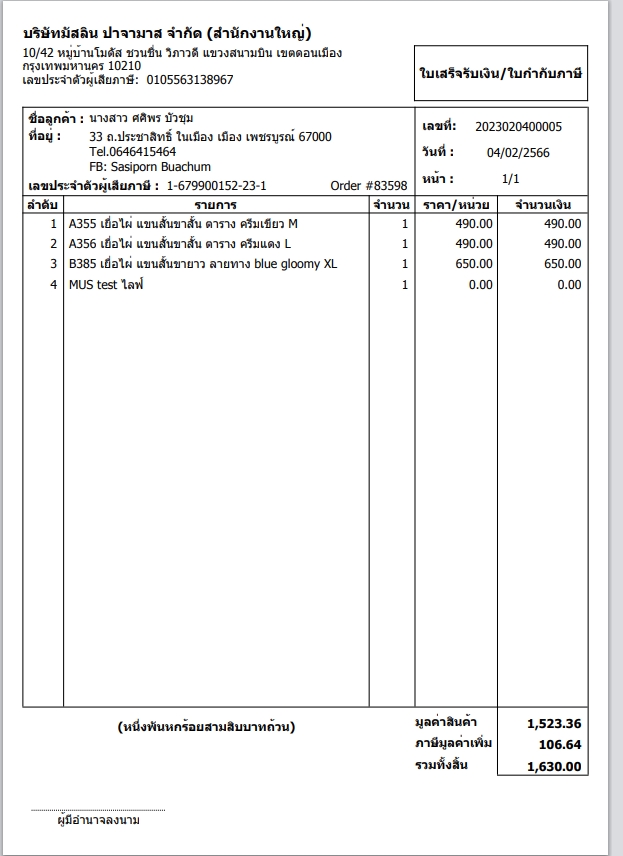 บริษัทมัสลิน ปาจามาส จำกัด (สำนักงานใหญ่)
10/42 หมู่บ้านโมดัส ชวนชื่น วิภาวดี แขวงสนามบิน เขตดอนเมือง
กรุงเทพมหานคร 10210
เลขประจำตัวผู้เสียภาษี: 0105563138967
ใบเสร็จรับเงิน/ใบกำกับภาษี
ชื่อลูกค้า : นางสาว ศศิพร บัวชุม
ที่อยู่ : 33 ถ.ประชาสิทธิ์ ในเมือง เมือง เพชรบูรณ์ 67000
Tel.0646415464
FB: Sasiporn Buachum
เลขประจำตัวผู้เสียภาษี : 1-679900152-23-1 Order #83598
เลขที่: 2023020400005
วันที่ : 04/02/2566
หน้า : 1/1
ลำดับ รายการ จำนวน ราคา/หน่วย จำนวนเงิน
1 A355 เยื่อไผ่ แขนสั้นขาสั้น ตาราง ครีมเขียว M 1 490.00 490.00
2 A356 เยื่อไผ่ แขนสั้นขาสั้น ตาราง ครีมแดง L 1 490.00 490.00
3 B385 เยื่อไผ่ แขนสั้นขายาว ลายทาง blue gloomy XL 1 650.00 650.00
4 MUS test ไลฟ์ 1 0.00 0.00
(หนึ่งพันหกร้อยสามสิบบาทถ้วน)
มูลค่าสินค้า 1,523.36
ภาษีมูลค่าเพิ่ม 106.64
รวมทั้งสิ้น 1,630.00
ผู้มีอำนาจลงนาม